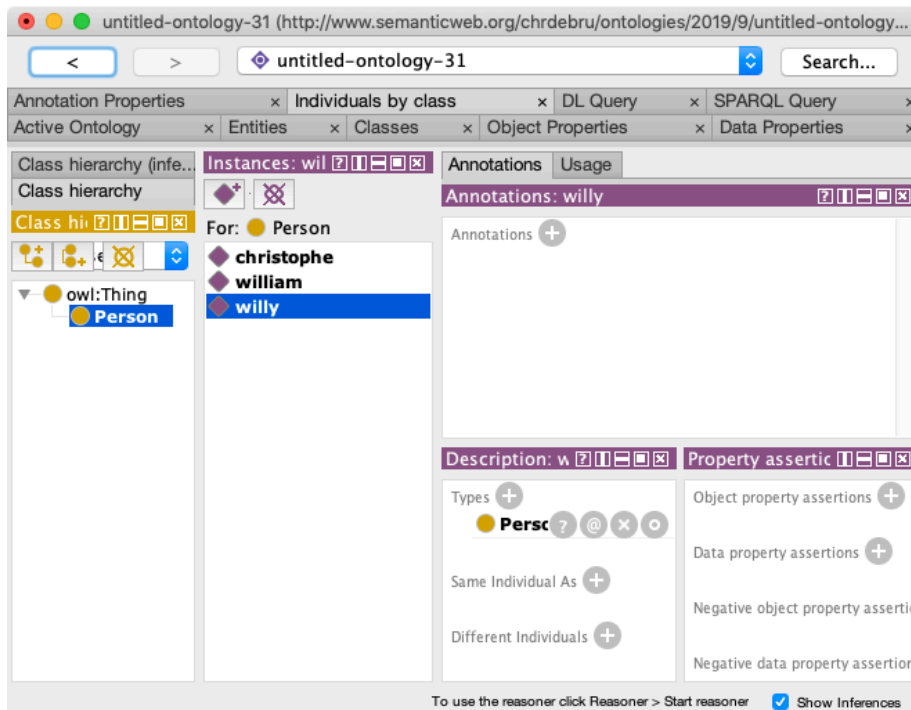 untitled-ontology-31 (http://www.semanticweb.org/chrdebru/ontologies/2019/9/untitled-ontology...
< > untitled-ontology-31 Search...
Annotation Properties × Individuals by class × DL Query × SPARQL Query ×
Active Ontology × Entities × Classes × Object Properties × Data Properties ×
Class hierarchy (infe...
Class hierarchy
Class hi
owl:Thing
Person
Instances: wil
For: Person
christophe
william
willy
Annotations Usage
Annotations: willy
Annotations
Description: w
Types
Perso
Same Individual As
Different Individuals
Property assertic
Object property assertions
Data property assertions
Negative object property asserti
Negative data property assertion
To use the reasoner click Reasoner > Start reasoner Show Inferences